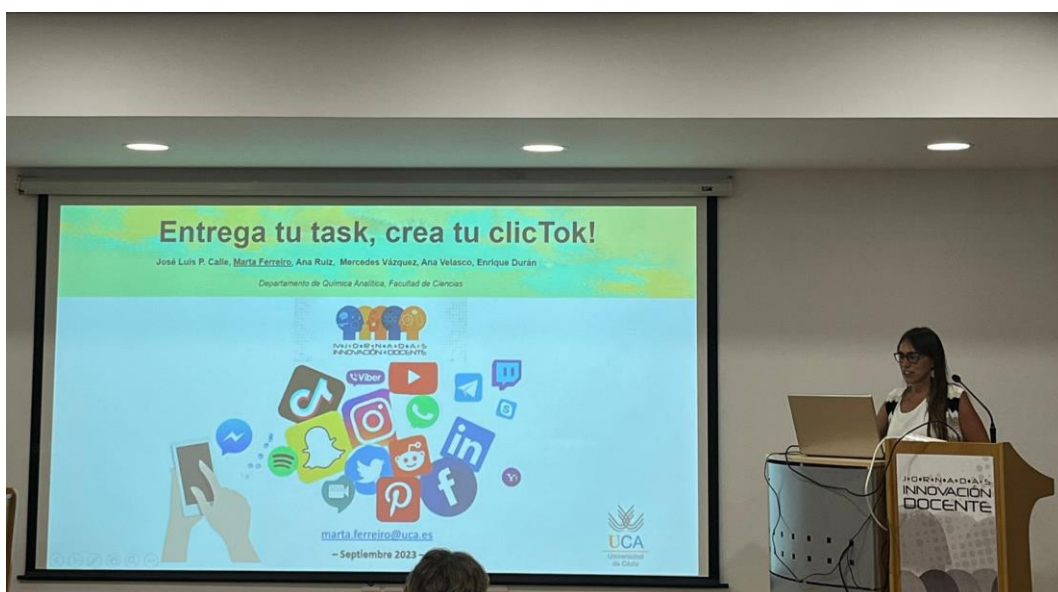 Entrega tu task, crea tu clicTok!
José Luis P. Calle, Marta Ferreiro, Ana Ruiz, Mercedes Vázquez, Ana Velasco, Enrique Durán
Departamento de Química Analítica, Facultad de Ciencias
J+O+R+N+A+D+A+S
INNOVACIÓN+DOCENTE
Viber
in
f
marta.ferreiro@uca.es
– Septiembre 2023 –
UCA
Universidad
de Cádiz
J+O+R+N+A+D+A+S
INNOVACIÓN
DOCENTE